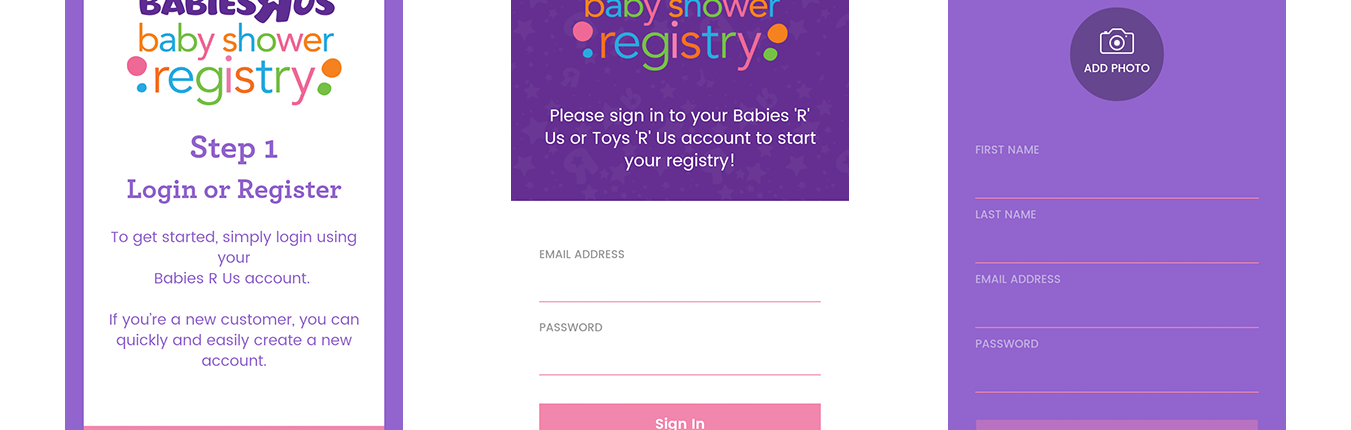 BABIES"R"US
baby shower
registry
Step 1
Login or Register
To get started, simply login using
your
Babies R Us account.
If you're a new customer, you can
quickly and easily create a new
account.
baby shower
registry
Please sign in to your Babies 'R'
Us or Toys 'R' Us account to start
your registry!
EMAIL ADDRESS
PASSWORD
Sign In
ADD PHOTO
FIRST NAME
LAST NAME
EMAIL ADDRESS
PASSWORD